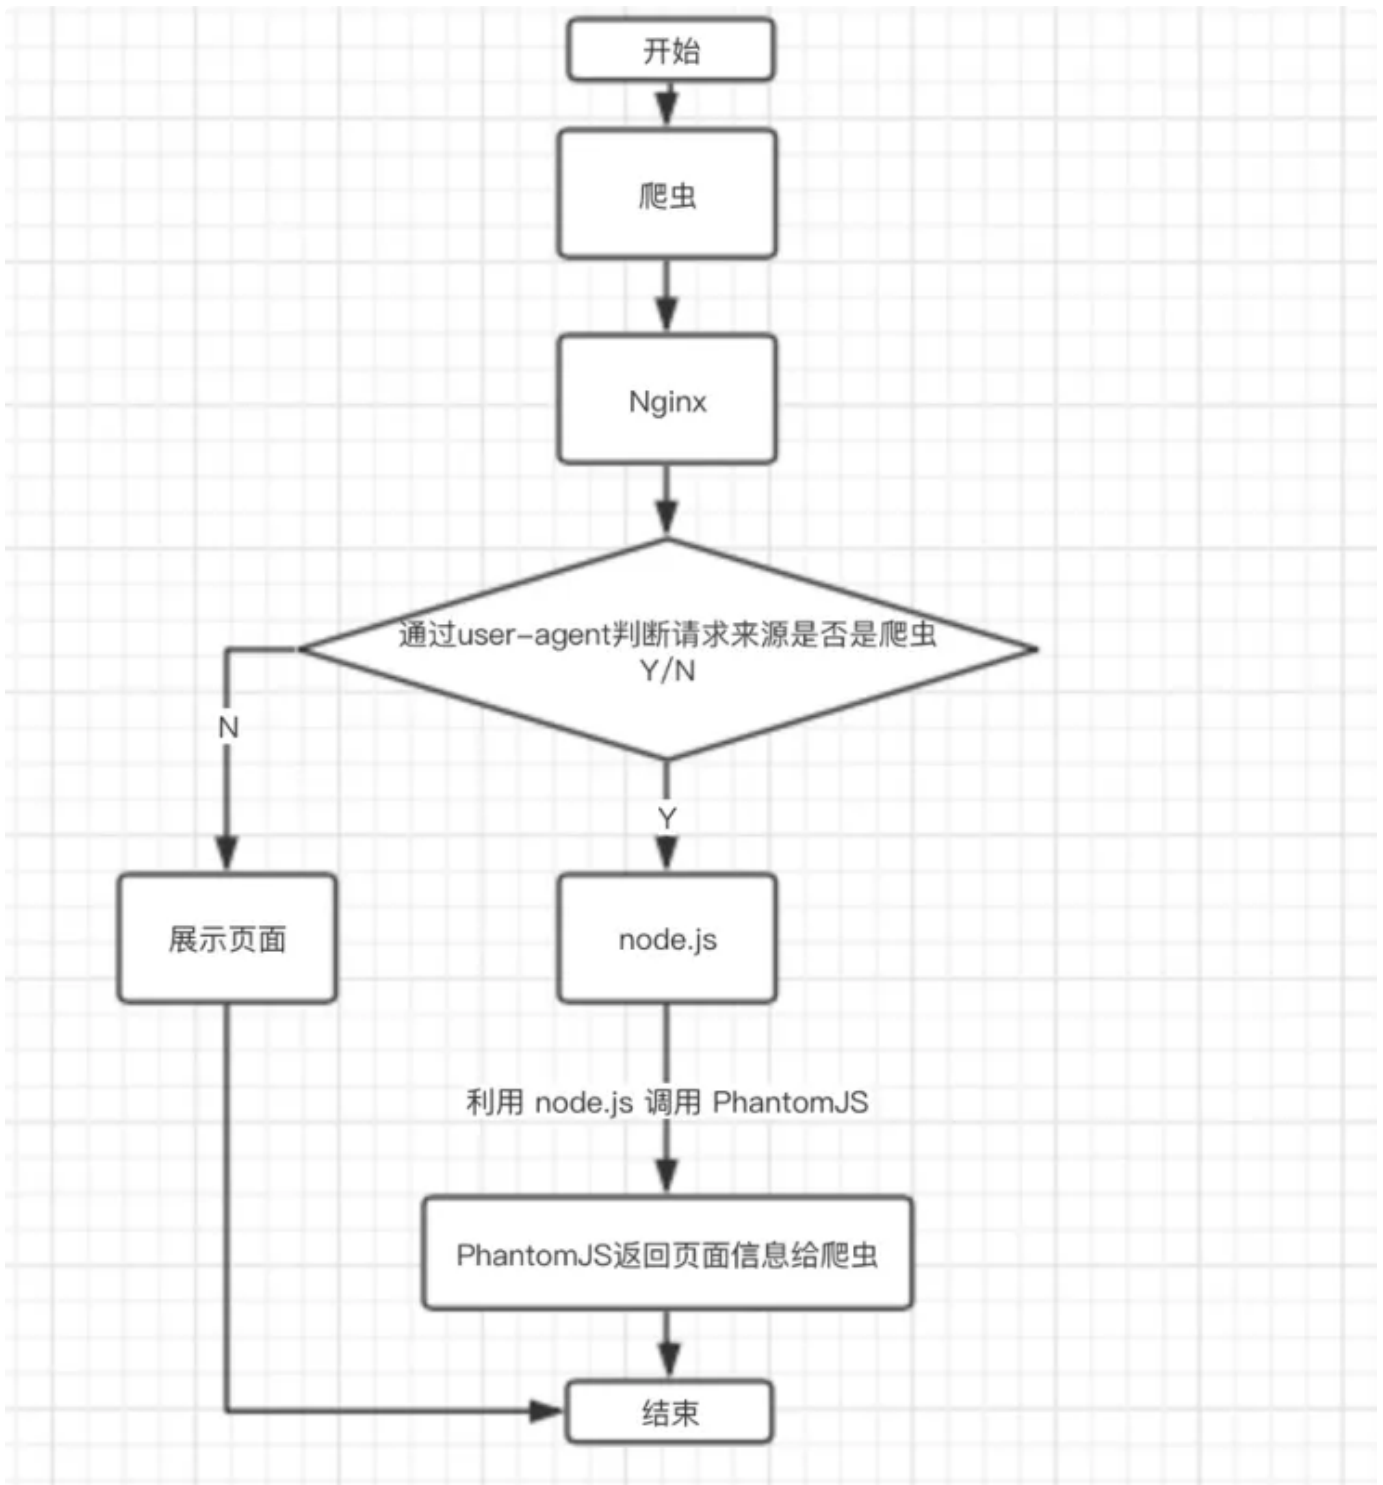 开始
爬虫
Nginx
通过user-agent判断请求来源是否是爬虫
Y/N
N
Y
展示页面
node.js
利用 node.js 调用 PhantomJS
PhantomJS返回页面信息给爬虫
结束